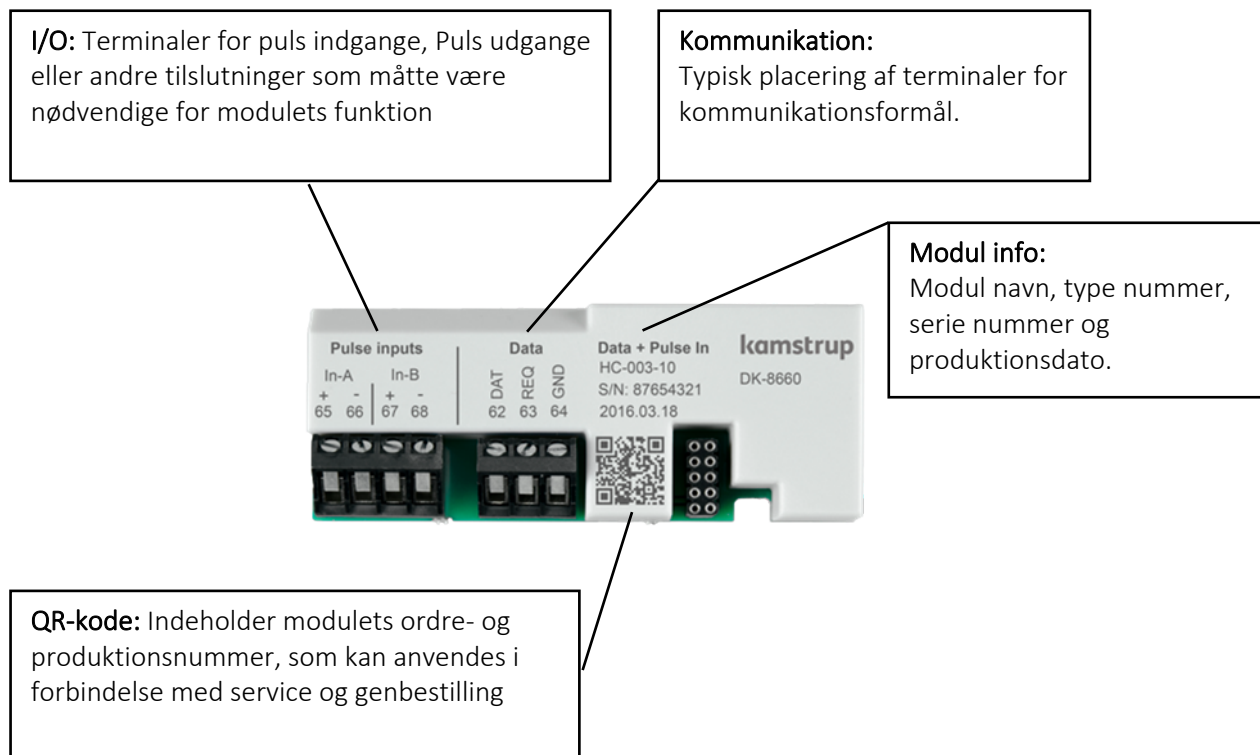 I/O: Terminaler for puls indgange, Puls udgange
eller andre tilslutninger som måtte være
nødvendige for modulets funktion
Kommunikation:
Typisk placering af terminaler for
kommunikationsformål.
Modul info:
Modul navn, type nummer,
serie nummer og
produktionsdato.
Pulse inputs
In-A In-B
+ - + -
65 66 67 68
Data
DAT REQ GND
62 63 64
Data + Pulse In
HC-003-10
S/N: 87654321
2016.03.18
kamstrup
DK-8660
QR-kode: Indeholder modulets ordre- og
produktionsnummer, som kan anvendes i
forbindelse med service og genbestilling